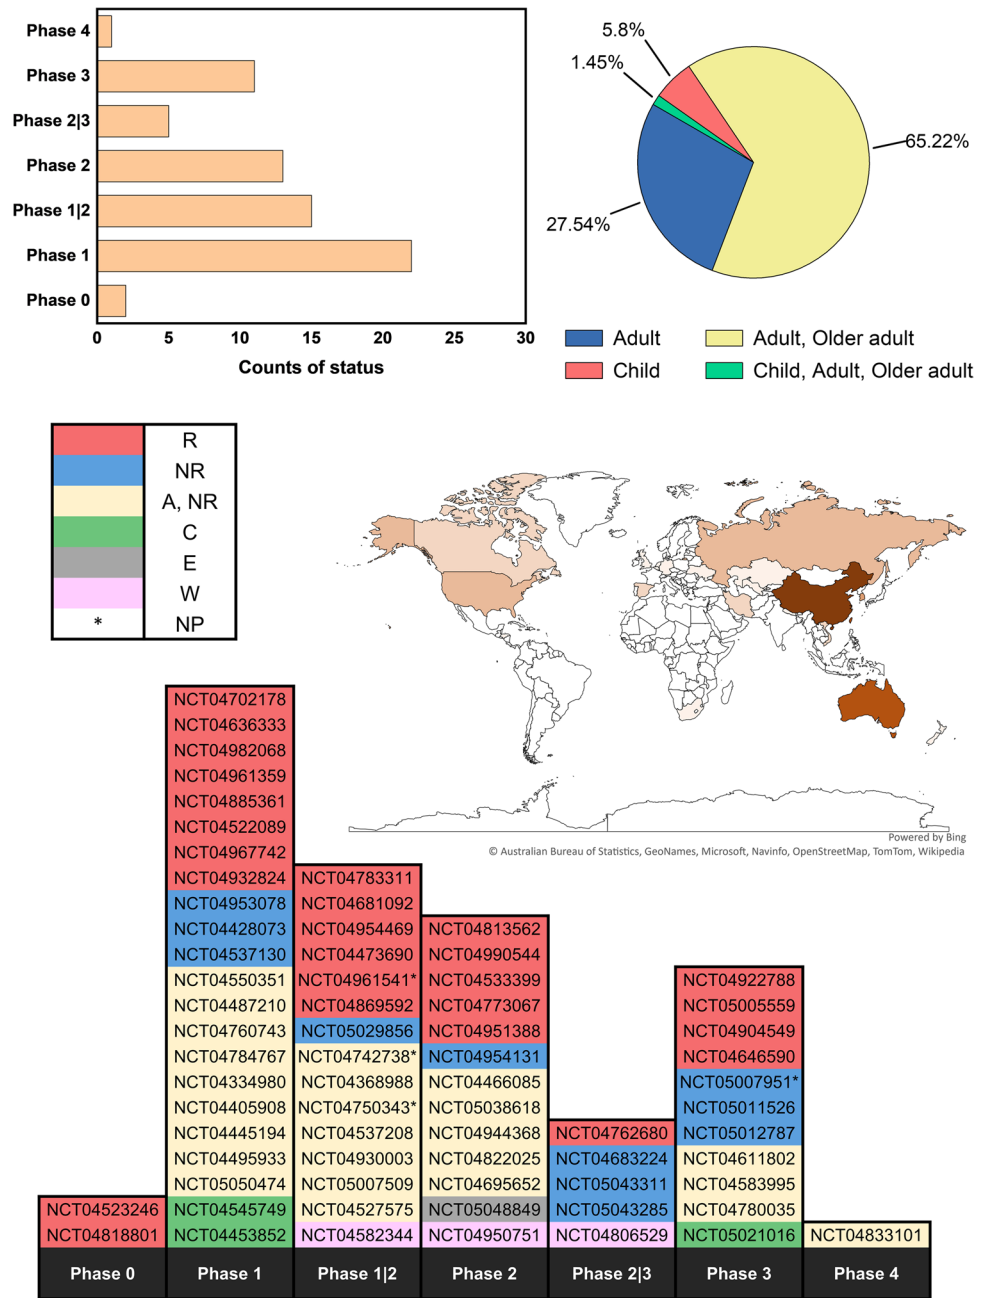 Phase 4
Phase 3
Phase 2|3
Phase 2
Phase 1|2
Phase 1
Phase 0
0 5 10 15 20 25 30
Counts of status
5.8%
1.45%
65.22%
27.54%
Adult
Adult, Older adult
Child
Child, Adult, Older adult
R
NR
A, NR
C
E
W
* NP
Powered by Bing
© Australian Bureau of Statistics, GeoNames, Microsoft, Navinfo, OpenStreetMap, TomTom, Wikipedia
NCT04523246
NCT04818801
Phase 0
NCT04702178
NCT04636333
NCT04982068
NCT04961359
NCT04885361
NCT04522089
NCT04967742
NCT04932824
NCT04953078
NCT04428073
NCT04537130
NCT04550351
NCT04487210
NCT04760743
NCT04784767
NCT04334980
NCT04405908
NCT04445194
NCT04495933
NCT05050474
NCT04545749
NCT04453852
Phase 1
NCT04783311
NCT04681092
NCT04954469
NCT04473690
NCT04961541*
NCT04869592
NCT05029856
NCT04742738*
NCT04368988
NCT04750343*
NCT04537208
NCT04930003
NCT05007509
NCT04527575
NCT04582344
Phase 1|2
NCT04813562
NCT04990544
NCT04533399
NCT04773067
NCT04951388
NCT04954131
NCT04466085
NCT05038618
NCT04944368
NCT04822025
NCT04695652
NCT05048849
NCT04950751
Phase 2
NCT04762680
NCT04683224
NCT05043311
NCT05043285
NCT04806529
Phase 2|3
NCT04922788
NCT05005559
NCT04904549
NCT04646590
NCT05007951*
NCT05011526
NCT05012787
NCT04611802
NCT04583995
NCT04780035
NCT05021016
Phase 3
NCT04833101
Phase 4